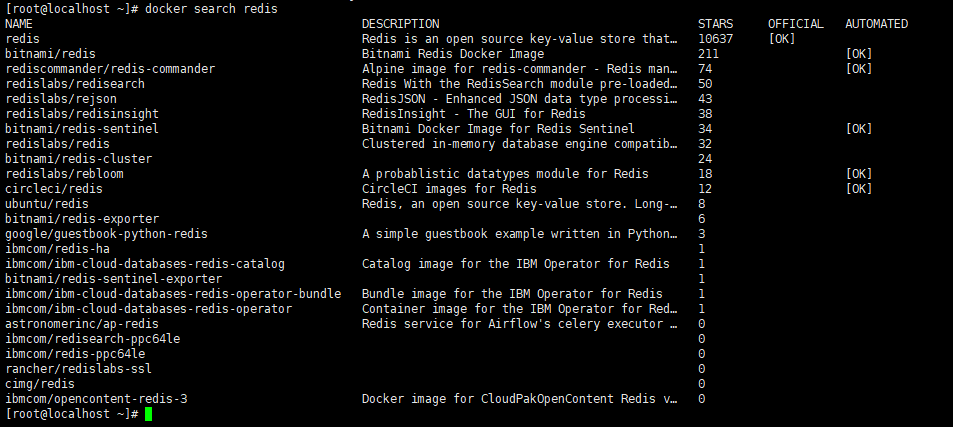 [root@localhost ~]# docker search redis
NAME DESCRIPTION STARS OFFICIAL AUTOMATED
redis Redis is an open source key-value store that… 10637 [OK]
bitnami/redis Bitnami Redis Docker Image 211 [OK]
rediscommander/redis-commander Alpine image for redis-commander - Redis man… 74 [OK]
redislabs/redisearch Redis With the RedisSearch module pre-loaded… 50
redislabs/rejson RedisJSON - Enhanced JSON data type processi… 43
redislabs/redisinsight RedisInsight - The GUI for Redis 38
bitnami/redis-sentinel Bitnami Docker Image for Redis Sentinel 34 [OK]
redislabs/redis Clustered in-memory database engine compatib… 32
bitnami/redis-cluster 24
redislabs/rebloom A probablistic datatypes module for Redis 18 [OK]
circleci/redis CircleCI images for Redis 12 [OK]
ubuntu/redis Redis, an open source key-value store. Long-… 8
bitnami/redis-exporter 6
google/guestbook-python-redis A simple guestbook example written in Python… 3
ibmcom/redis-ha 1
ibmcom/ibm-cloud-databases-redis-catalog Catalog image for the IBM Operator for Redis 1
bitnami/redis-sentinel-exporter 1
ibmcom/ibm-cloud-databases-redis-operator-bundle Bundle image for the IBM Operator for Redis 1
ibmcom/ibm-cloud-databases-redis-operator Container image for the IBM Operator for Red… 1
astronomerinc/ap-redis Redis service for Airflow's celery executor … 0
ibmcom/redisearch-ppc64le 0
ibmcom/redis-ppc64le 0
rancher/redislabs-ssl 0
cimg/redis 0
ibmcom/opencontent-redis-3 Docker image for CloudPakOpenContent Redis v… 0
[root@localhost ~]#